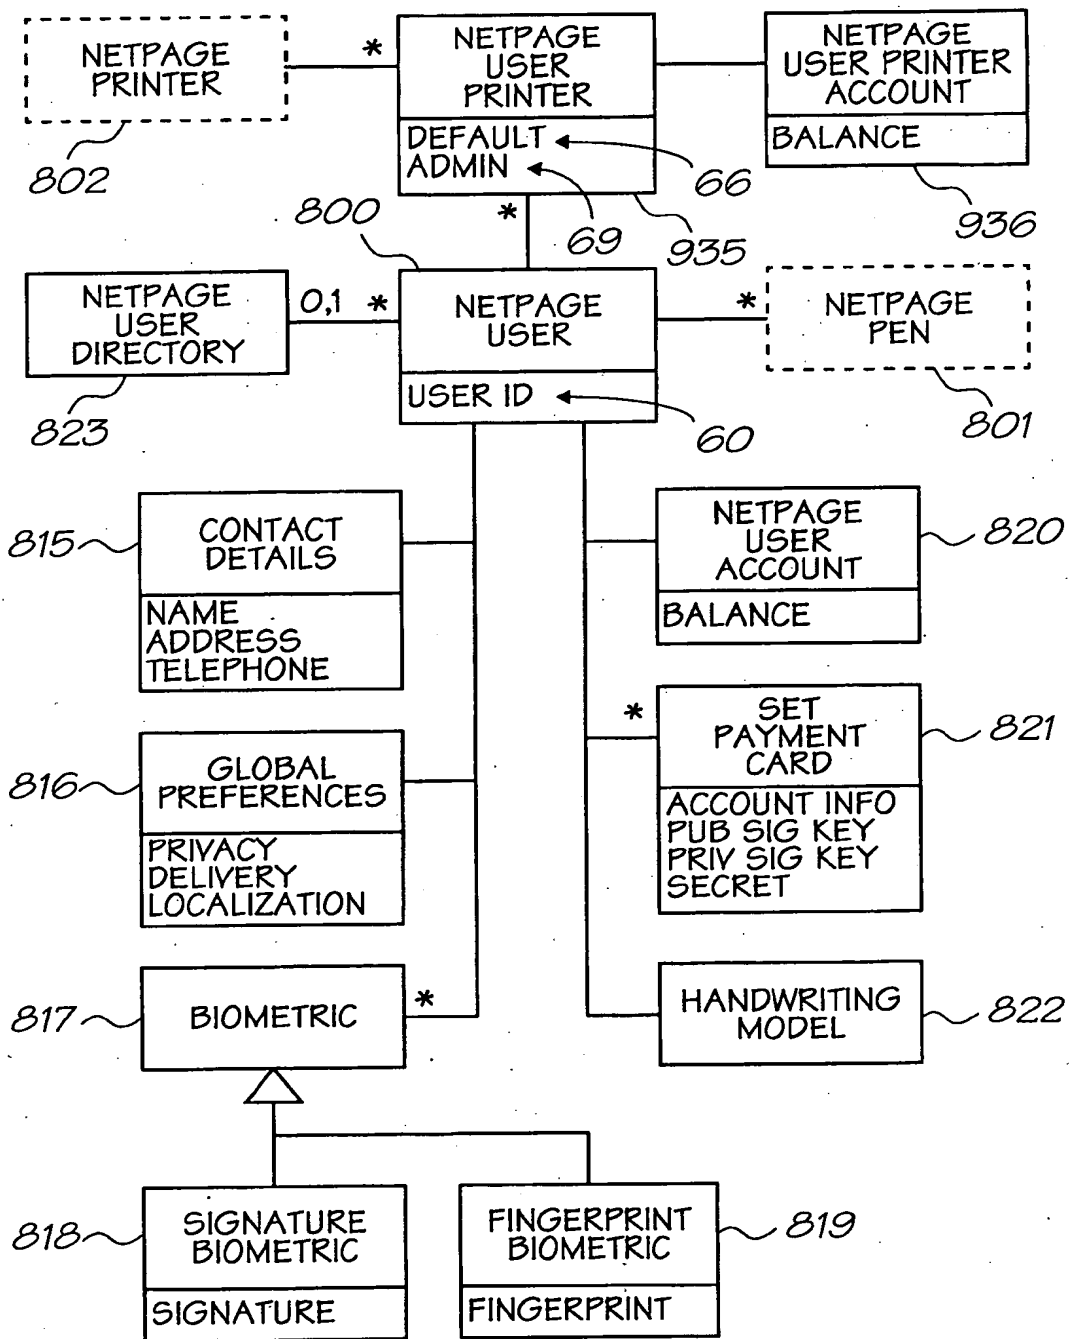 NETPAGE
PRINTER
802
*
NETPAGE
USER
PRINTER
DEFAULT
ADMIN
66
69
935
NETPAGE
USER PRINTER
ACCOUNT
BALANCE
936
*
800
NETPAGE
USER
DIRECTORY
823
0,1
*
NETPAGE
USER
USER ID
60
*
NETPAGE
PEN
801
815
CONTACT
DETAILS
NAME
ADDRESS
TELEPHONE
NETPAGE
USER
ACCOUNT
BALANCE
820
816
GLOBAL
PREFERENCES
PRIVACY
DELIVERY
LOCALIZATION
*
SET
PAYMENT
CARD
ACCOUNT INFO
PUB SIG KEY
PRIV SIG KEY
SECRET
821
817
BIOMETRIC
*
HANDWRITING
MODEL
822
818
SIGNATURE
BIOMETRIC
SIGNATURE
FINGERPRINT
BIOMETRIC
FINGERPRINT
819